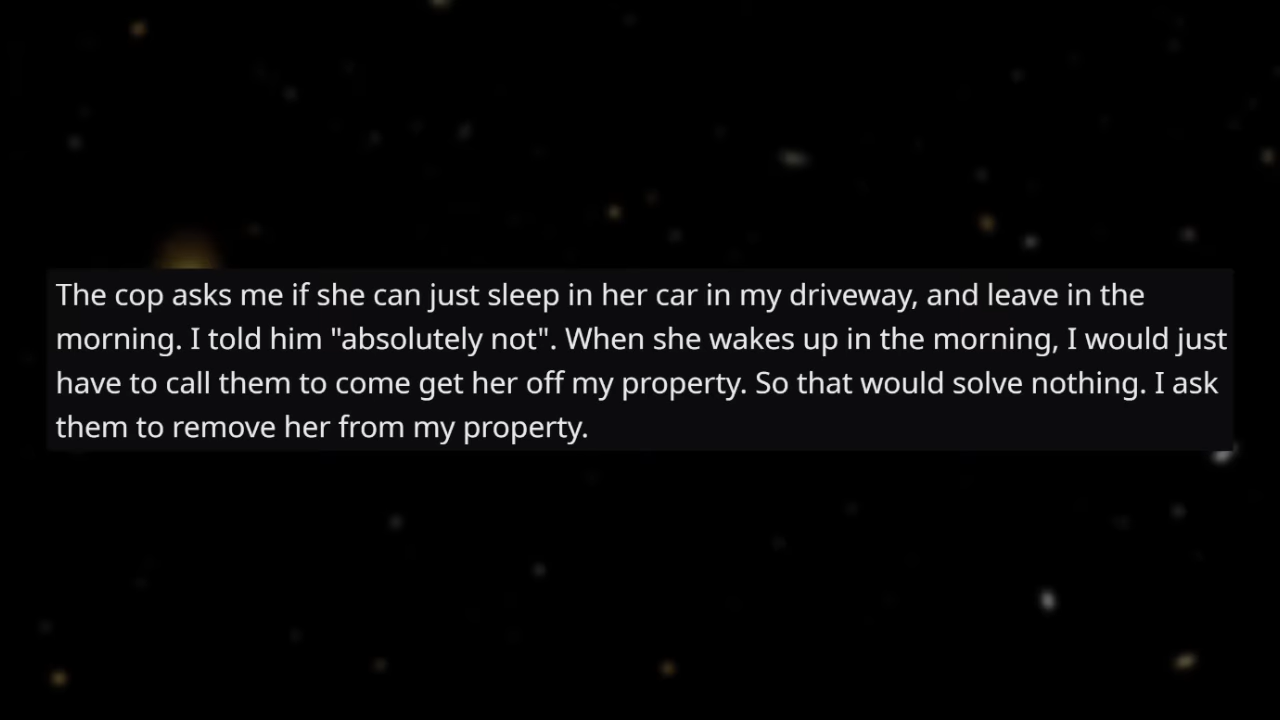 The cop asks me if she can just sleep in her car in my driveway, and leave in the
morning. I told him "absolutely not". When she wakes up in the morning, I would just
have to call them to come get her off my property. So that would solve nothing. I ask
them to remove her from my property.